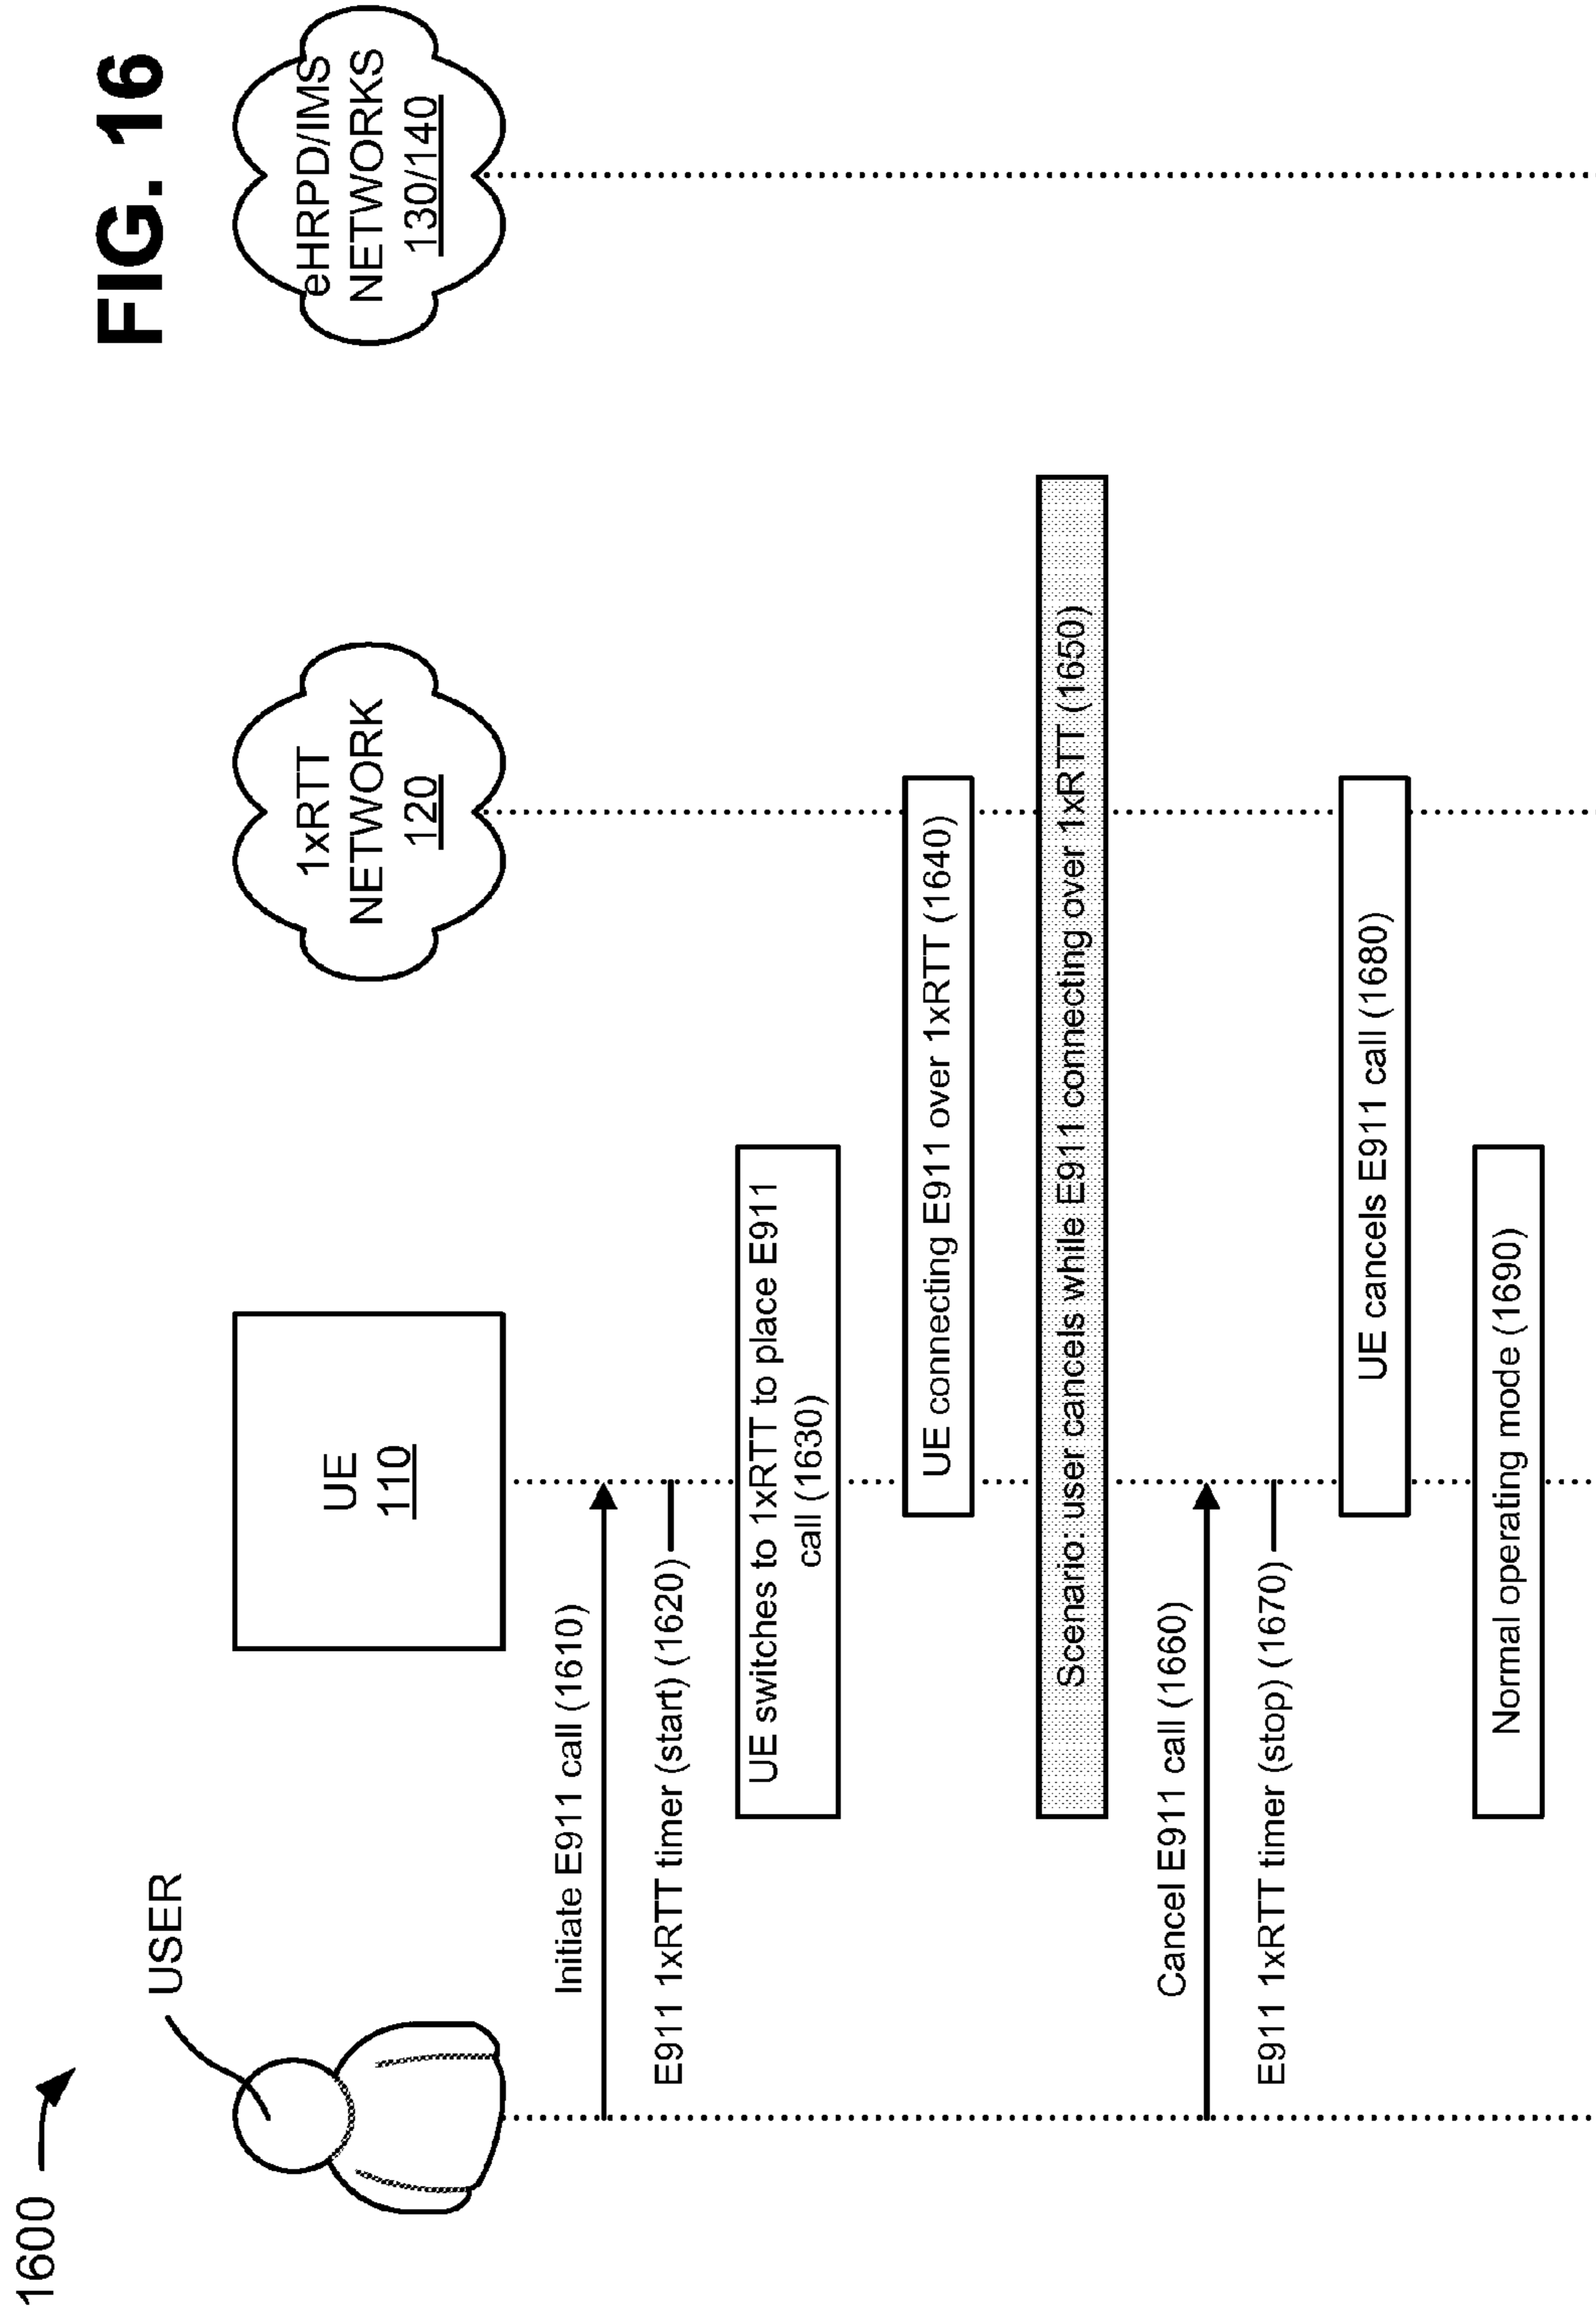 FIG. 16
1600
USER
UE
110
1xRTT
NETWORK
120
eHRPD/IMS
NETWORKS
130/140
Initiate E911 call (1610)
E911 1xRTT timer (start) (1620)
UE switches to 1xRTT to place E911
call (1630)
UE connecting E911 over 1xRTT (1640)
Scenario: user cancels while E911 connecting over 1xRTT (1650)
Cancel E911 call (1660)
E911 1xRTT timer (stop) (1670)
UE cancels E911 call (1680)
Normal operating mode (1690)